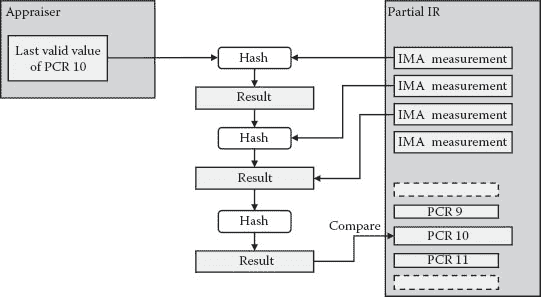 Appraiser
Partial IR
Last valid value
of PCR 10
Hash
IMA measurement
IMA measurement
Result
IMA measurement
Hash
IMA measurement
Result
PCR 9
Hash
Compare
PCR 10
Result
PCR 11